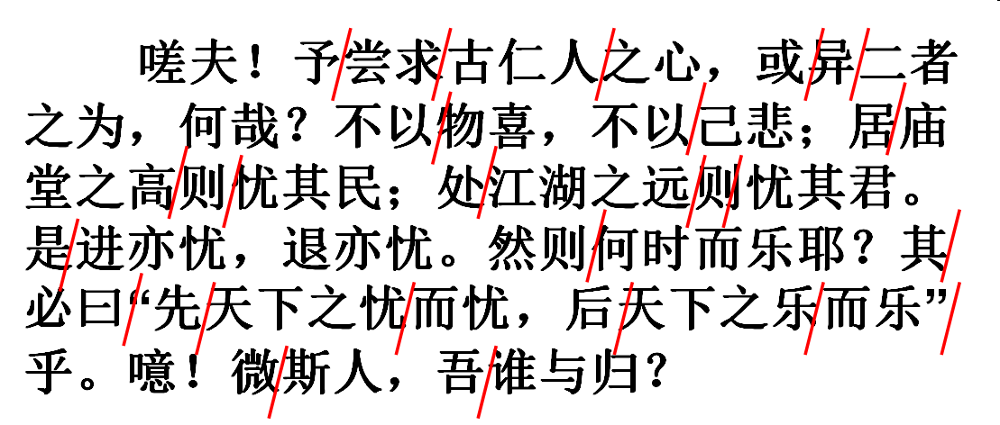 嗟夫！予尝求古仁人之心，或异二者
之为，何哉？不以物喜，不以己悲；居庙
堂之高则忧其民；处江湖之远则忧其君。
是进亦忧，退亦忧。然则何时而乐耶？其
必曰“先天下之忧而忧，后天下之乐而乐”
乎。噫！微斯人，吾谁与归？